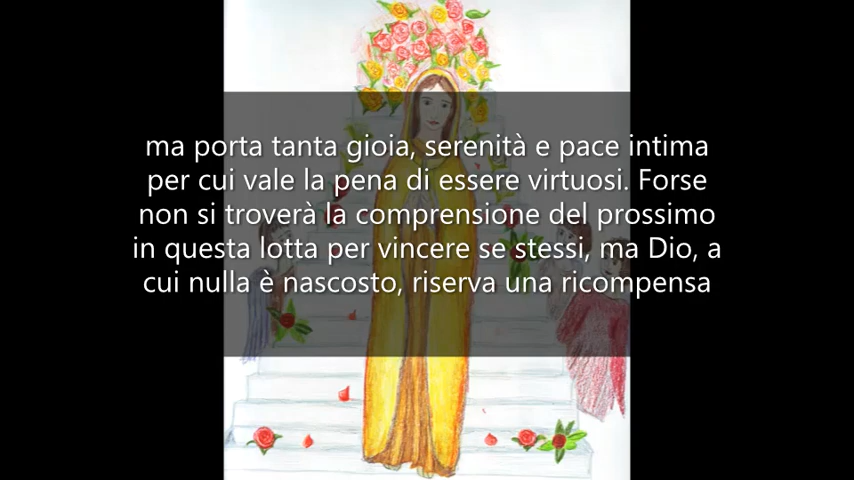 ma porta tanta gioia, serenità e pace intima
per cui vale la pena di essere virtuosi. Forse
non si troverà la comprensione del prossimo
in questa lotta per vincere se stessi, ma Dio, a
cui nulla è nascosto, riserva una ricompensa